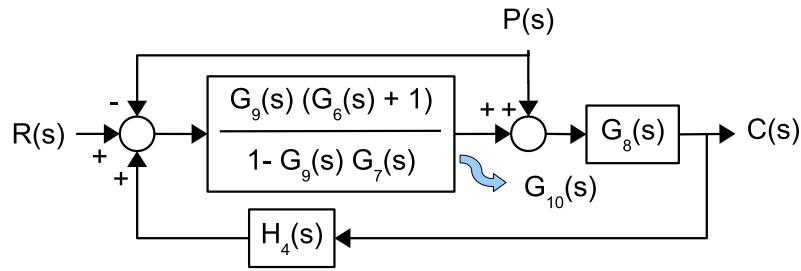 P(s)
-
G9(s) (G6(s) + 1)
+ +
R(s)
G8(s)
C(s)
+
1- G9(s) G7(s)
+
G10(s)
H4(s)